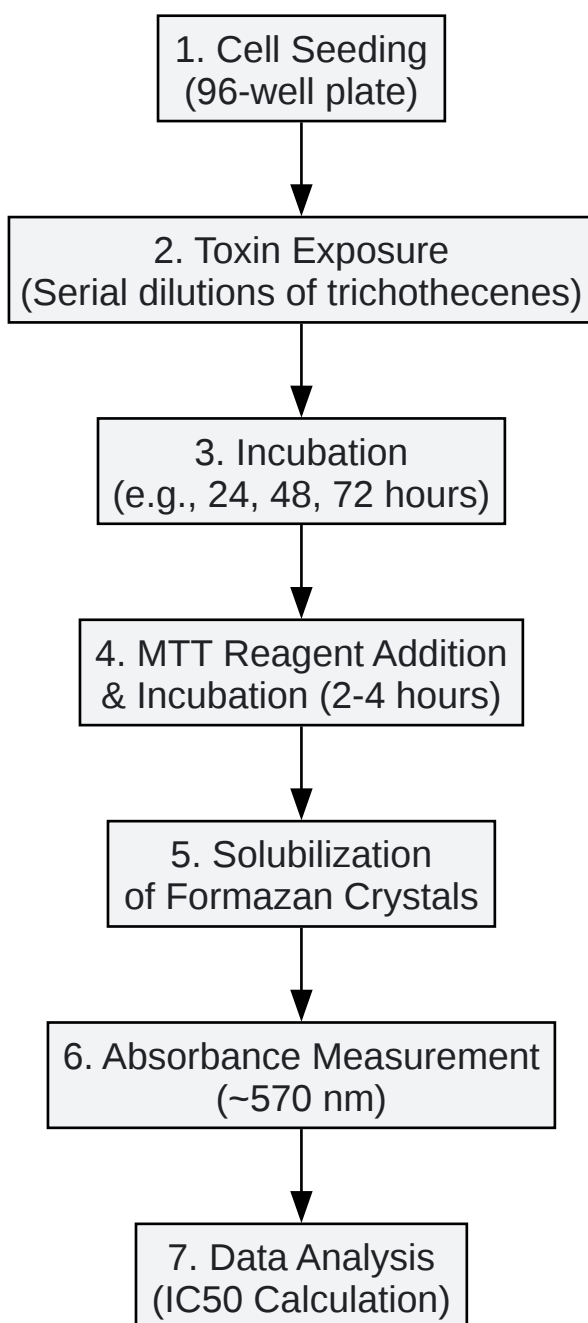 1. Cell Seeding
(96-well plate)
2. Toxin Exposure
(Serial dilutions of trichothecenes)
3. Incubation
(e.g., 24, 48, 72 hours)
4. MTT Reagent Addition
& Incubation (2-4 hours)
5. Solubilization
of Formazan Crystals
6. Absorbance Measurement
(~570 nm)
7. Data Analysis
(IC50 Calculation)